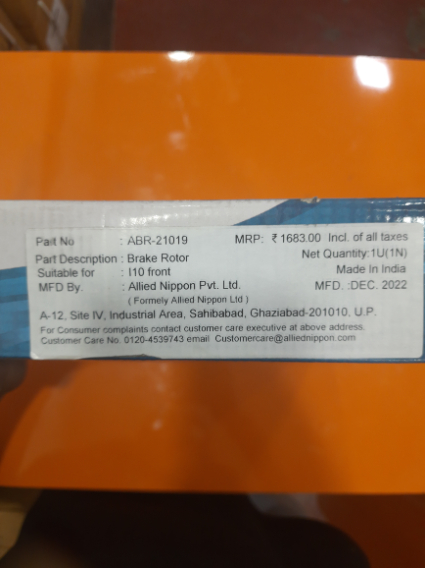 Part No : ABR-21019 MRP: ₹ 1683.00 Incl. of all taxes
Part Description : Brake Rotor Net Quantity:1U(1N)
Suitable for : I10 front Made in India
MFD By. : Allied Nippon Pvt. Ltd. MFD. :DEC. 2022
( Formely Allied Nippon Ltd )
A-12, Site IV, Industrial Area, Sahibabad, Ghaziabad-201010, U.P.
For Consumer complaints contact customer care executive at above address.
Customer Care No. 0120-4539743 email Customercare@alliednippon.com